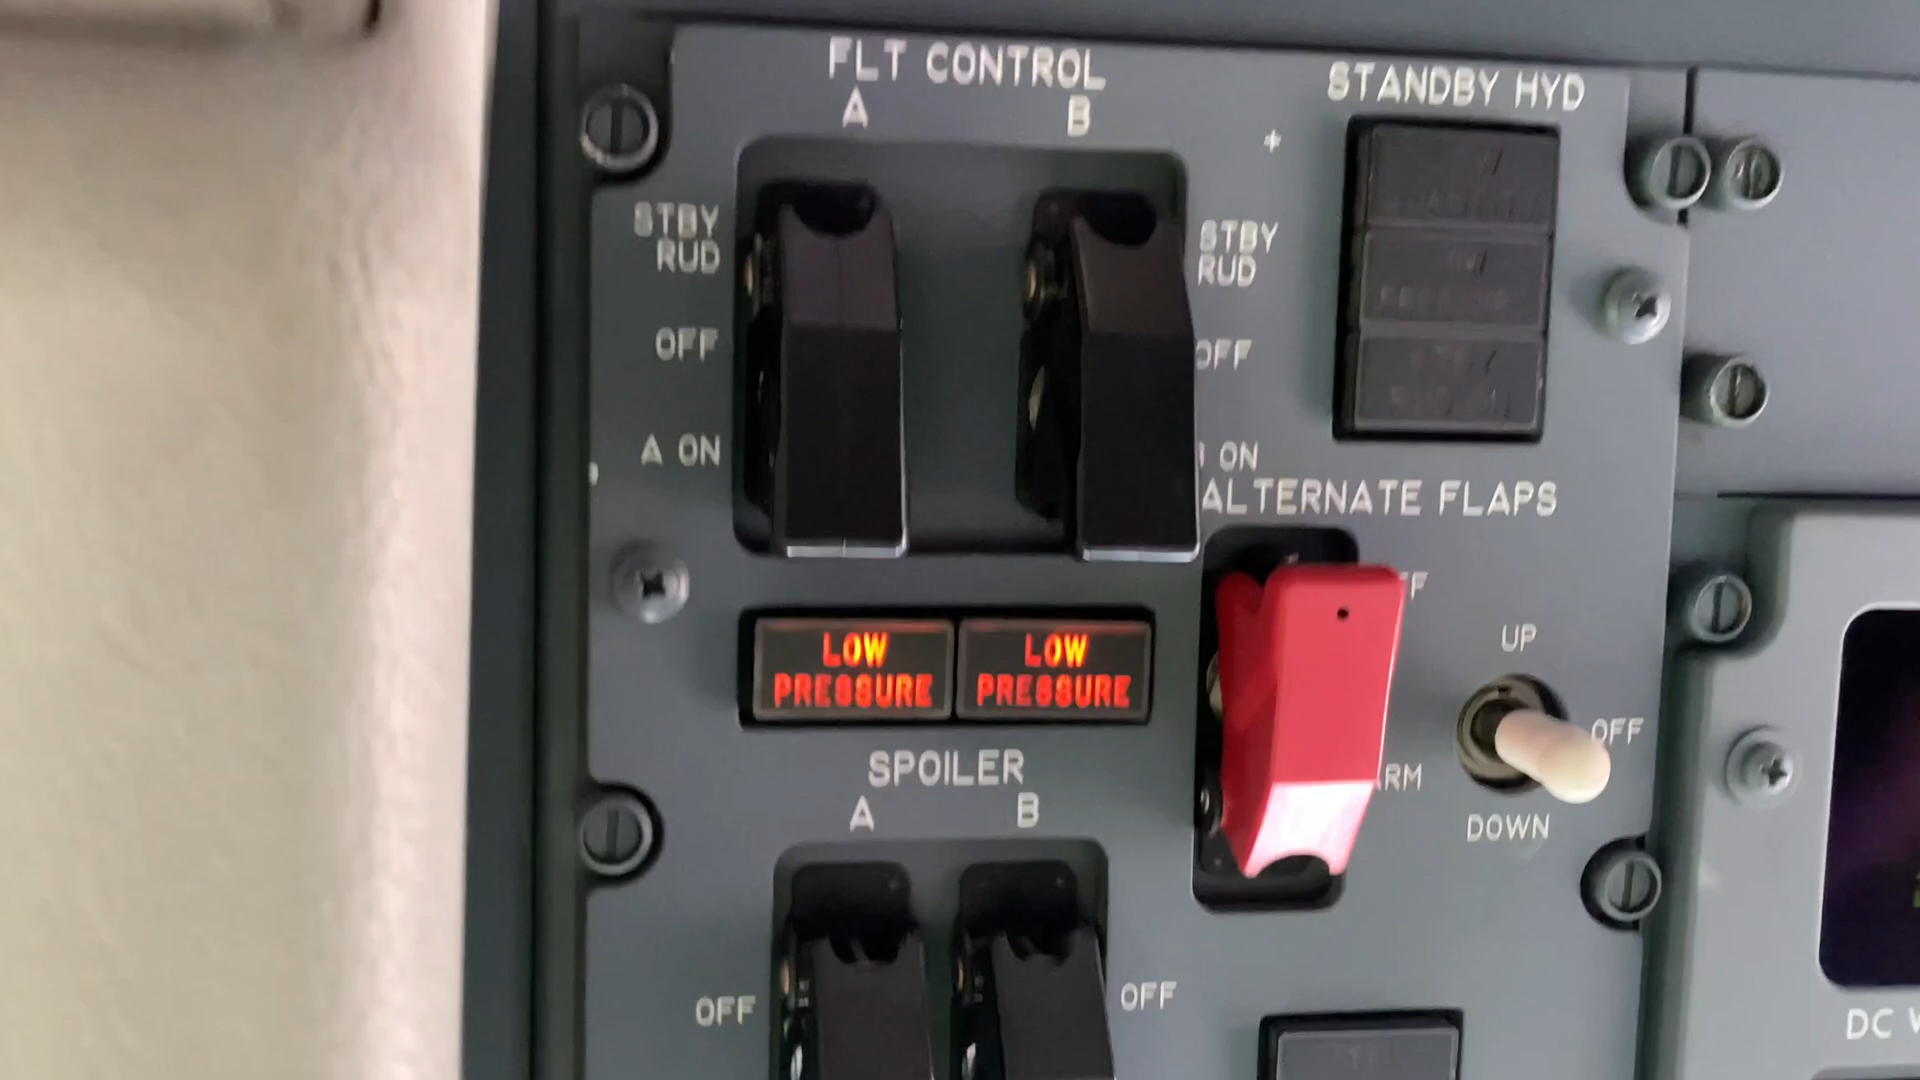 FLT CONTROL
A B
STANDBY HYD
STBY
RUD
STBY
RUD
OFF
OFF
A ON
ON
ALTERNATE FLAPS
LOW
PRESSURE
LOW
PRESSURE
UP
OFF
DOWN
SPOILER
A B
OFF
OFF
DC